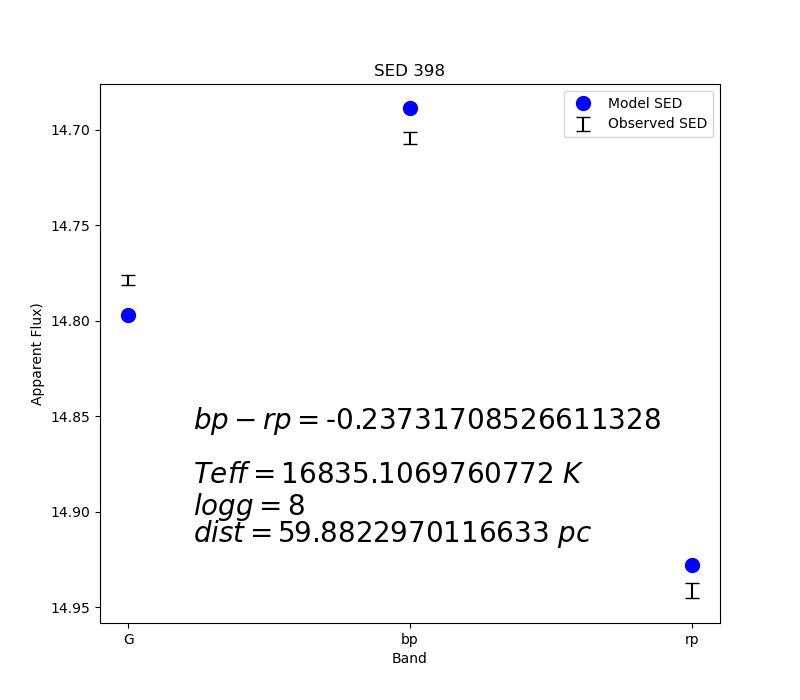 SED 398
Model SED
Observed SED
14.70
14.75
14.80
14.85
14.90
14.95
Apparent Flux)
bp − rp = -0.23731708526611328
Teff = 16835.1069760772 K
logg = 8
dist = 59.8822970116633 pc
G
bp
rp
Band